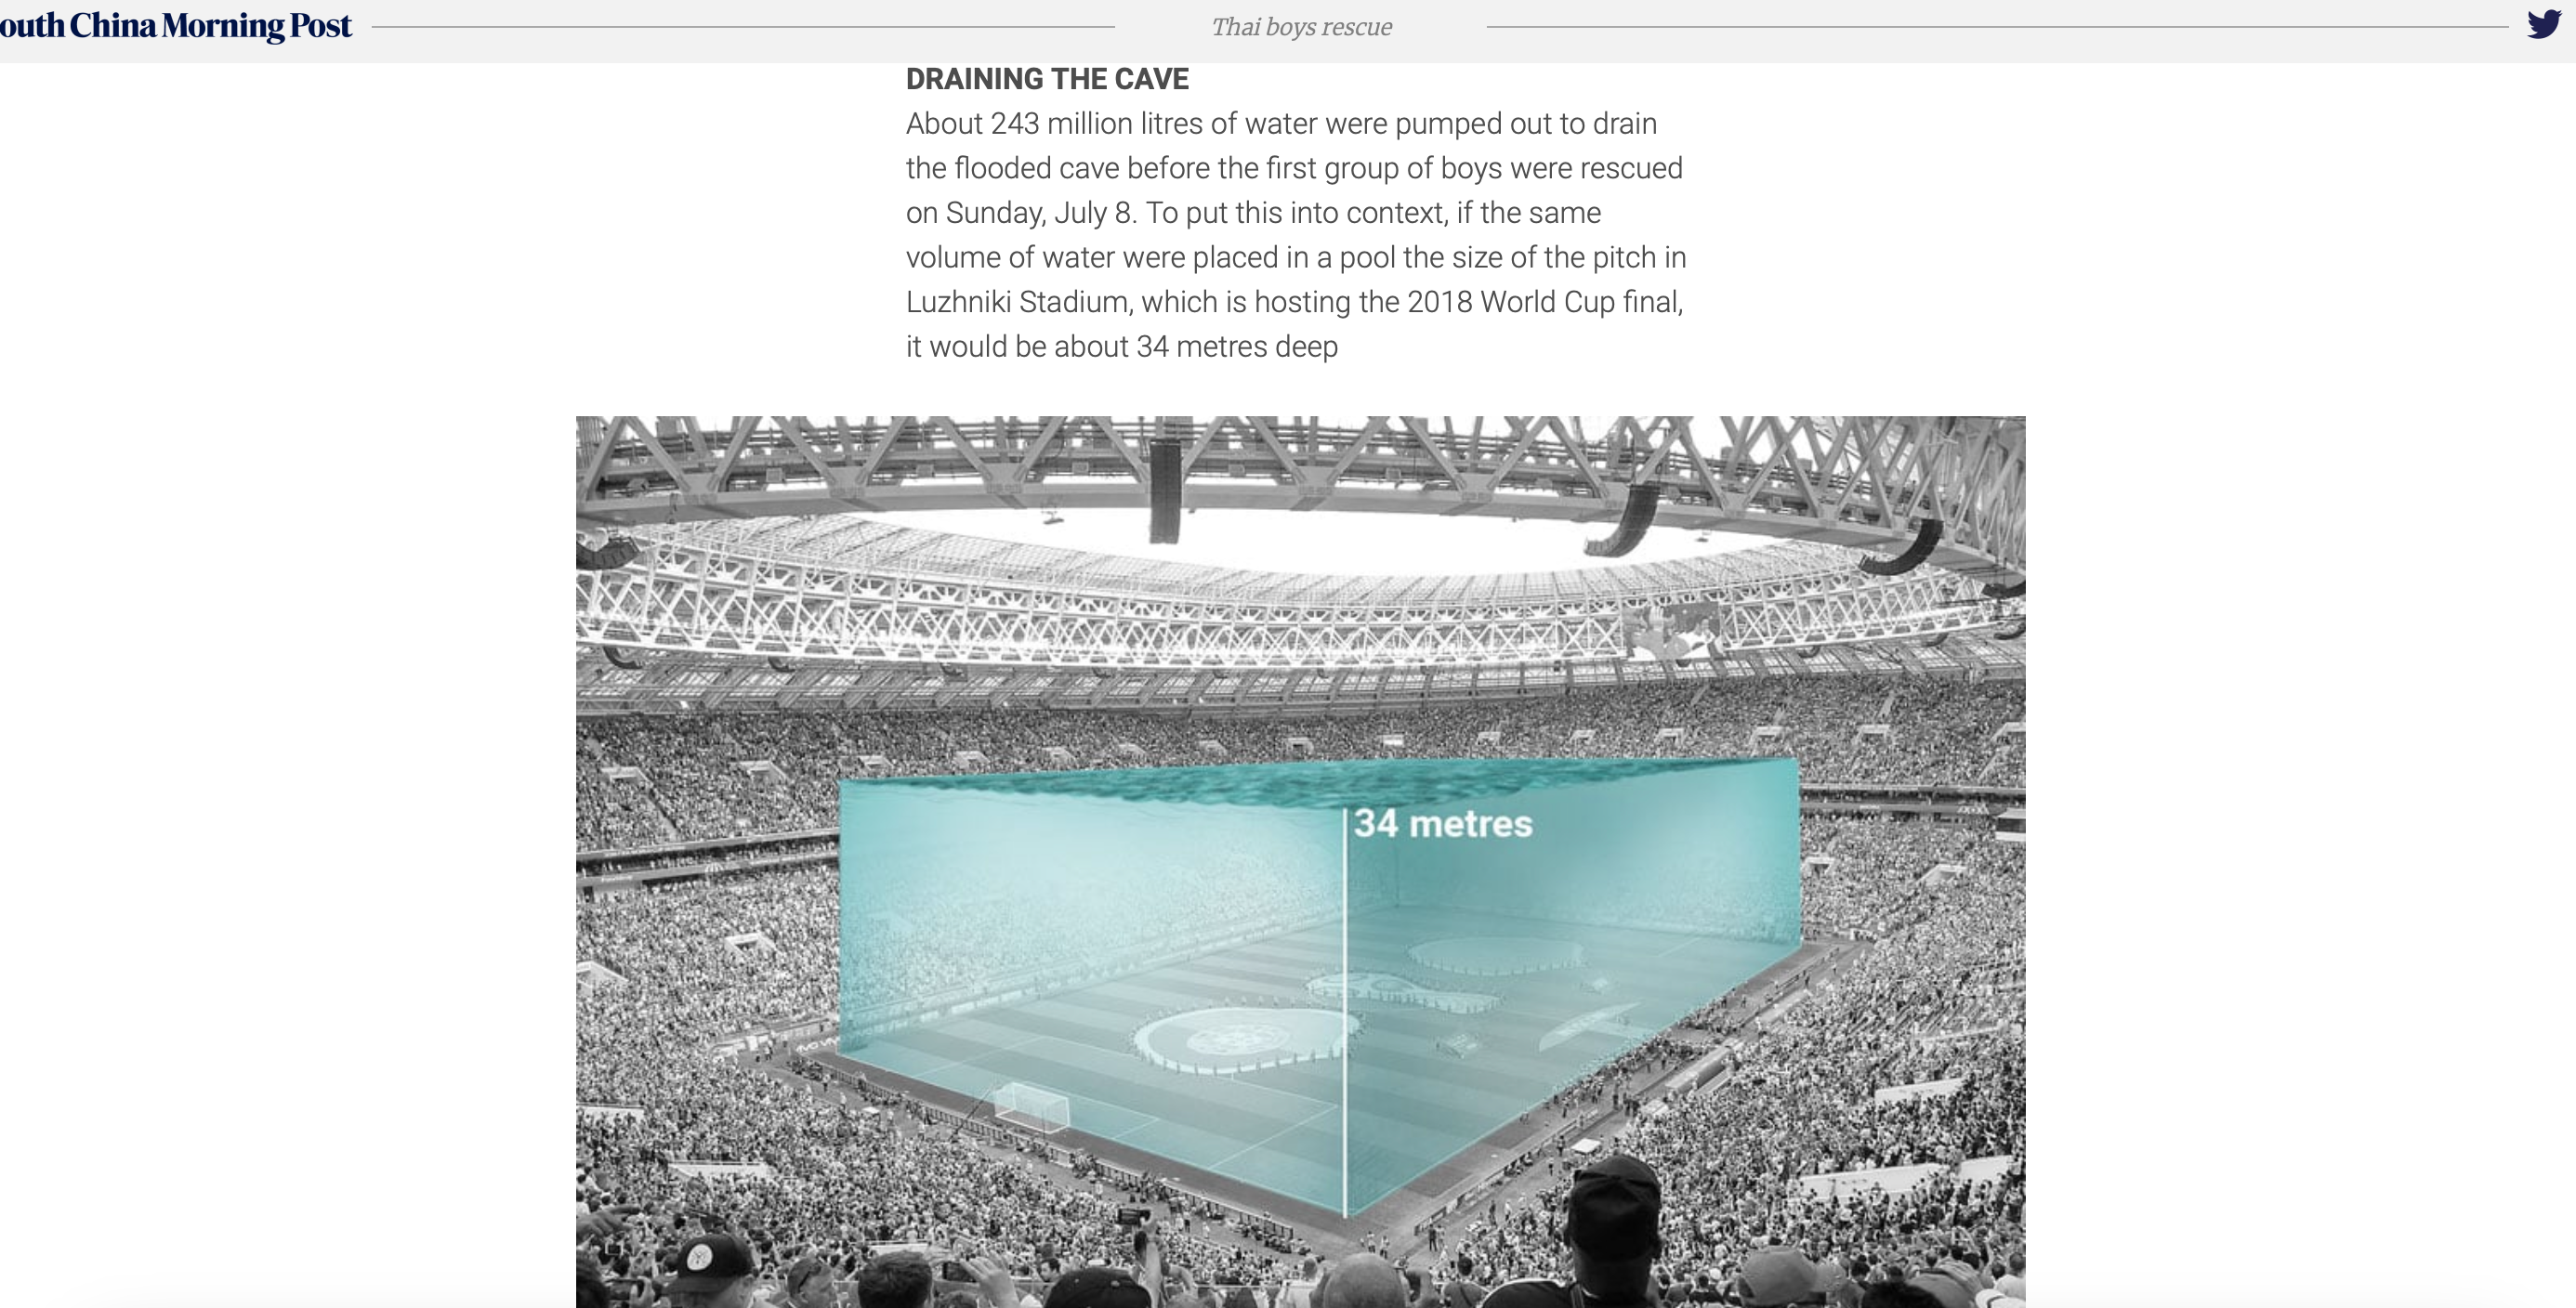 outh China Morning Post
Thai boys rescue
DRAINING THE CAVE
About 243 million litres of water were pumped out to drain
the flooded cave before the first group of boys were rescued
on Sunday, July 8. To put this into context, if the same
volume of water were placed in a pool the size of the pitch in
Luzhniki Stadium, which is hosting the 2018 World Cup final,
it would be about 34 metres deep
34 metres